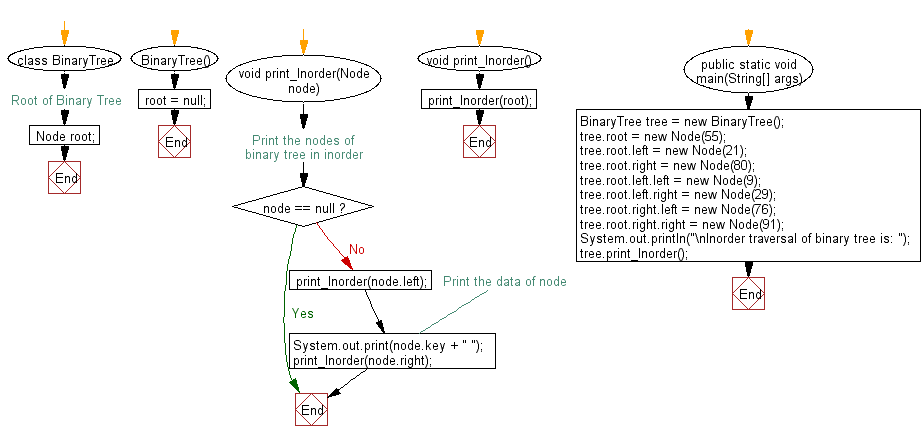 class BinaryTree
Root of Binary Tree
Node root;
End
BinaryTree()
root = null;
End
void print_Inorder(Node
node)
Print the nodes of
binary tree in inorder
node == null ?
No
Yes
print_Inorder(node.left);
Print the data of node
System.out.print(node.key + " ");
print_Inorder(node.right);
End
void print_Inorder()
print_Inorder(root);
End
public static void
main(String[] args)
BinaryTree tree = new BinaryTree();
tree.root = new Node(55);
tree.root.left = new Node(21);
tree.root.right = new Node(80);
tree.root.left.left = new Node(9);
tree.root.left.right = new Node(29);
tree.root.right.left = new Node(76);
tree.root.right.right = new Node(91);
System.out.println("\nInorder traversal of binary tree is: ");
tree.print_Inorder();
End